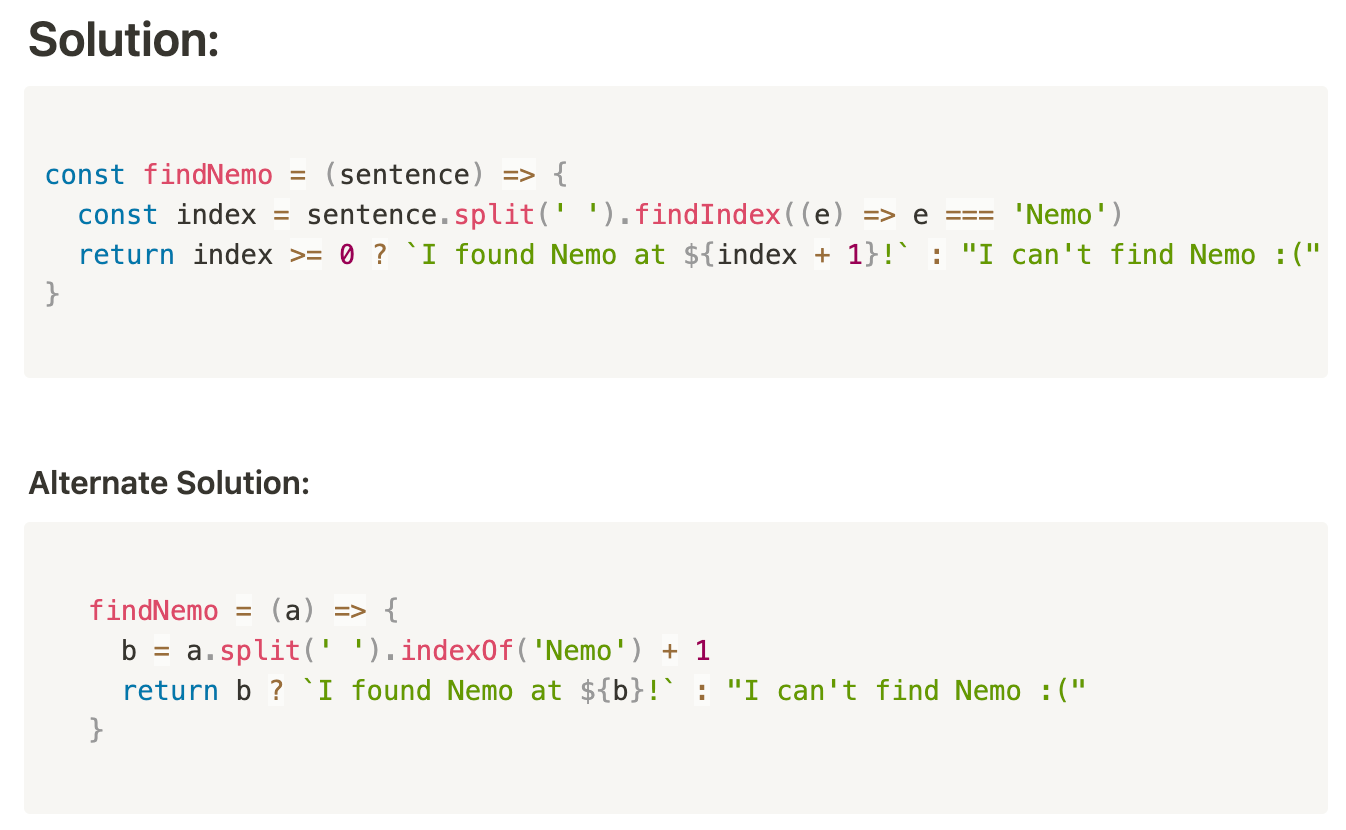 Solution:
const findNemo = (sentence) => {
  const index = sentence.split(' ').findIndex((e) => e === 'Nemo')
  return index >= 0 ? `I found Nemo at ${index + 1}!` : "I can't find Nemo :("
}
Alternate Solution:
findNemo = (a) => {
  b = a.split(' ').indexOf('Nemo') + 1
  return b ? `I found Nemo at ${b}!` : "I can't find Nemo :("
}